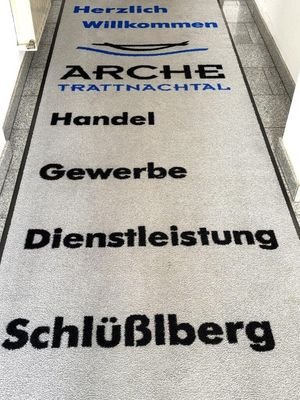 Herzlich
Willkommen
ARCHE
TRATTNACHTAL
Handel
Gewerbe
Dienstleistung
Schlüßlberg